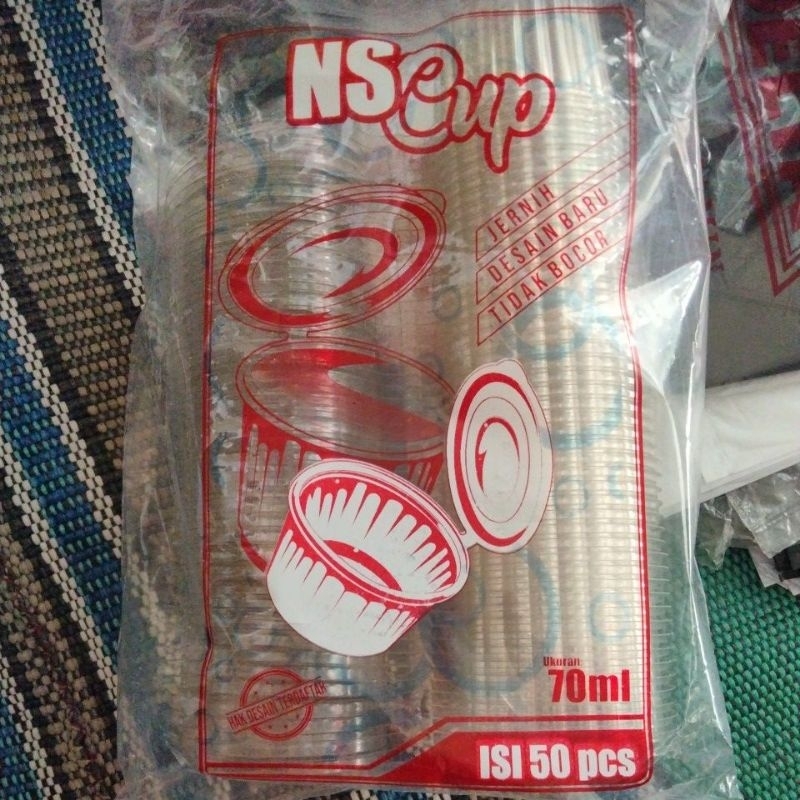 NS Cup
JERNIH
DESAIN BARU
TIDAK BOCOR
HAK DESAIN TERDAFTAR
Ukuran:
70ml
ISI 50 pcs